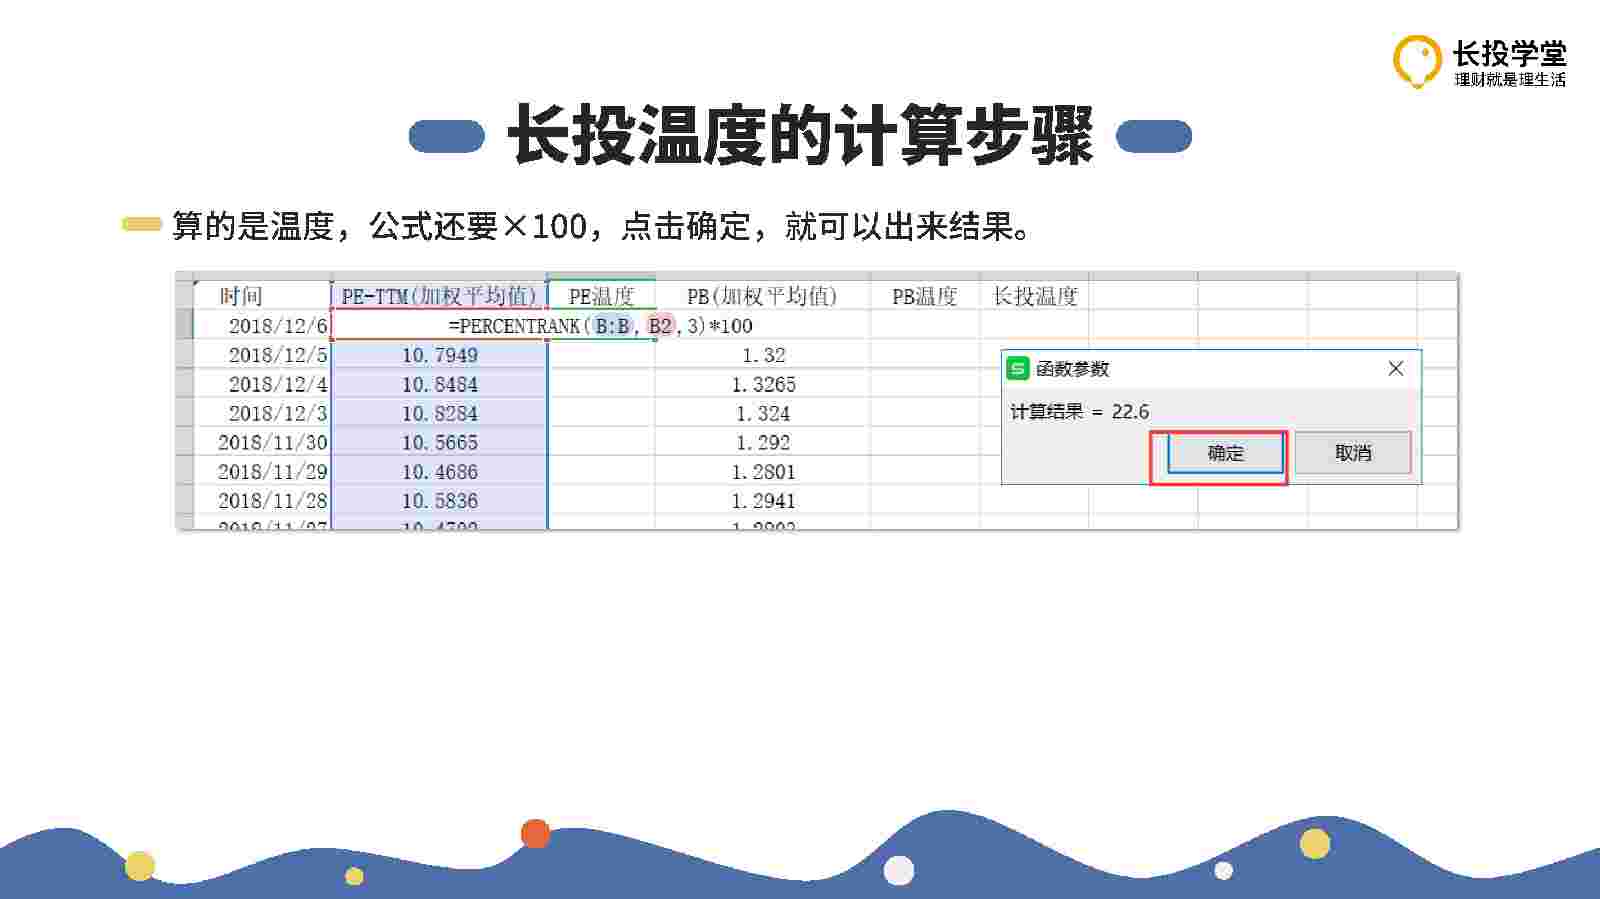 长投学堂
理财就是理生活
长投温度的计算步骤
算的是温度，公式还要×100，点击确定，就可以出来结果。
时间 PE-TTM(加权平均值) PE温度 PB(加权平均值) PB温度 长投温度
2018/12/6 =PERCENTRANK(B:B,B2,3)*100
2018/12/5 10.7949 1.32
2018/12/4 10.8484 1.3265
2018/12/3 10.8284 1.324
2018/11/30 10.5665 1.292
2018/11/29 10.4686 1.2801
2018/11/28 10.5836 1.2941
2018/11/27
函数参数
计算结果 = 22.6
确定 取消